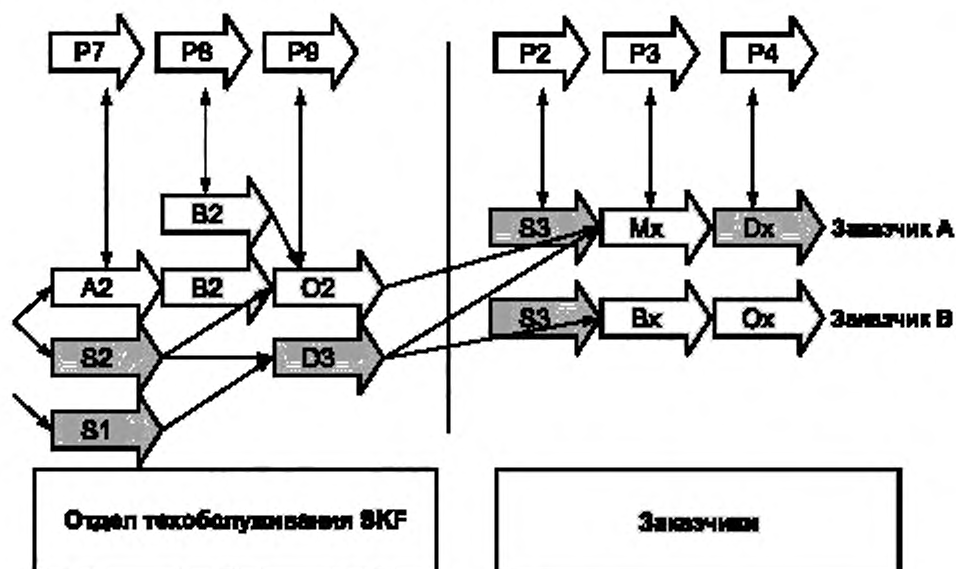 P7 P8 P9 P2 P3 P4
B2 S3 Mx Dx Заказчик А
A2 B2 O2 S3 Bx Ox Заказчик В
S2 D3
S1
Отдел техобслуживания SKF Заказчики